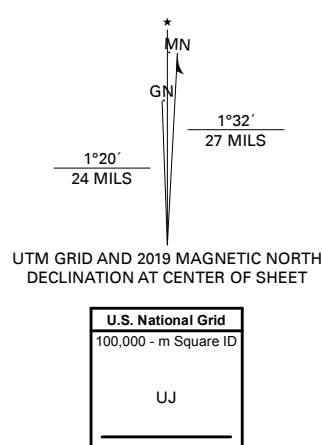 ★
MN
GN
1°32´
27 MILS
1°20´
24 MILS
UTM GRID AND 2019 MAGNETIC NORTH
DECLINATION AT CENTER OF SHEET
U.S. National Grid
100,000 - m Square ID
UJ